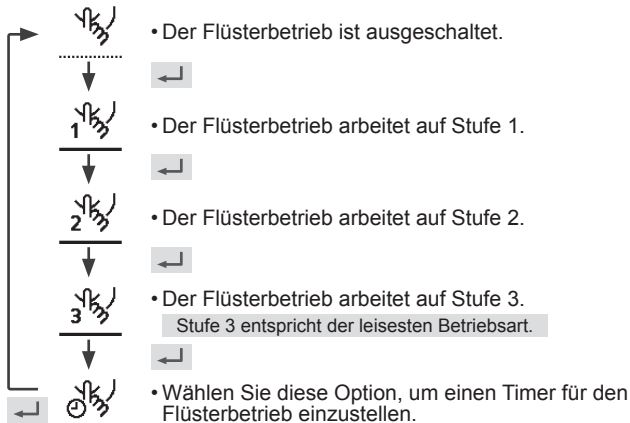 • Der Flüsterbetrieb ist ausgeschaltet.
1
• Der Flüsterbetrieb arbeitet auf Stufe 1.
2
• Der Flüsterbetrieb arbeitet auf Stufe 2.
3
• Der Flüsterbetrieb arbeitet auf Stufe 3.
Stufe 3 entspricht der leisesten Betriebsart.
• Wählen Sie diese Option, um einen Timer für den
Flüsterbetrieb einzustellen.